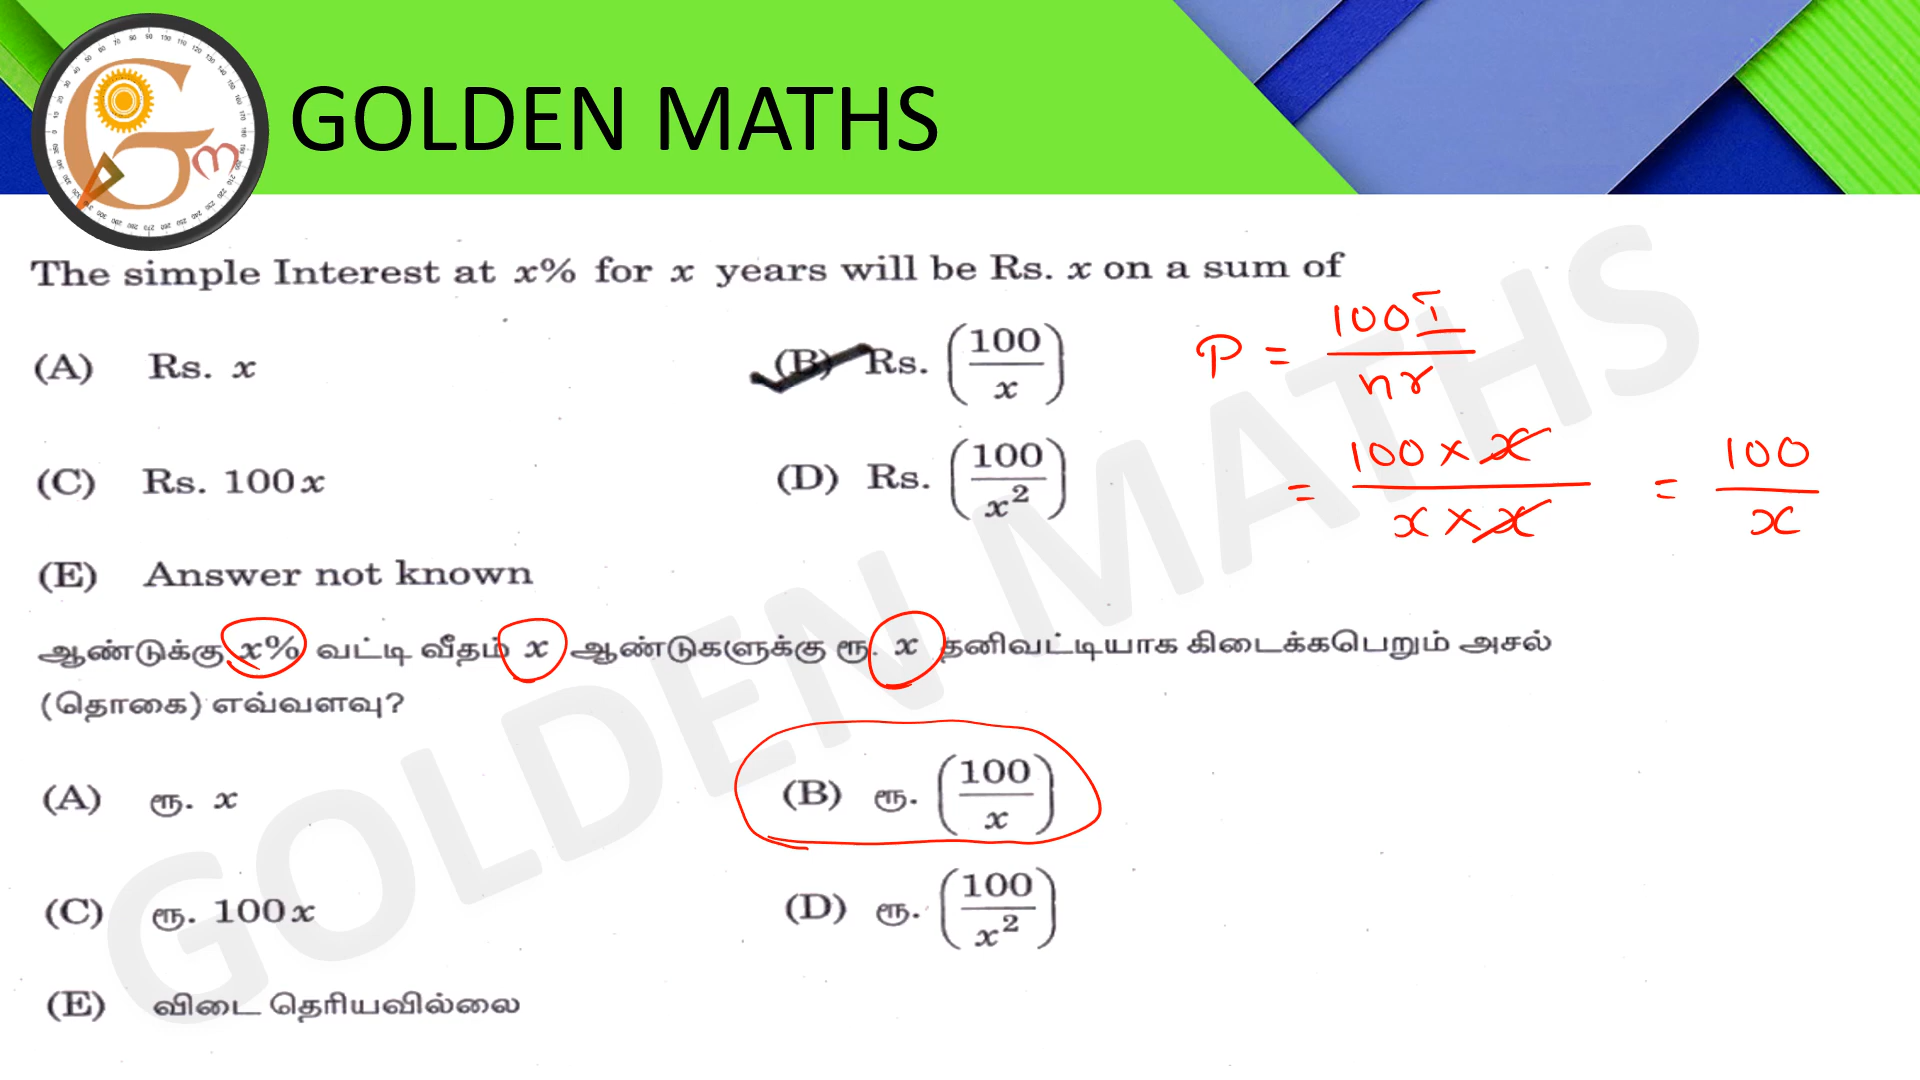 GOLDEN MATHS
The simple Interest at x% for x years will be Rs. x on a sum of
(A) Rs. x (B) Rs. (100/x)
(C) Rs. 100x (D) Rs. (100/x²)
(E) Answer not known
P = 100I/nr
= 100 × x / x × x = 100/x
ஆண்டுக்கு x% வட்டி வீதம் x ஆண்டுகளுக்கு ரூ. x தனிவட்டியாக கிடைக்கபெறும் அசல்
(தொகை) எவ்வளவு?
(A) ரூ. x (B) ரூ. (100/x)
(C) ரூ. 100x (D) ரூ. (100/x²)
(E) விடை தெரியவில்லை
GOLDEN MATHS